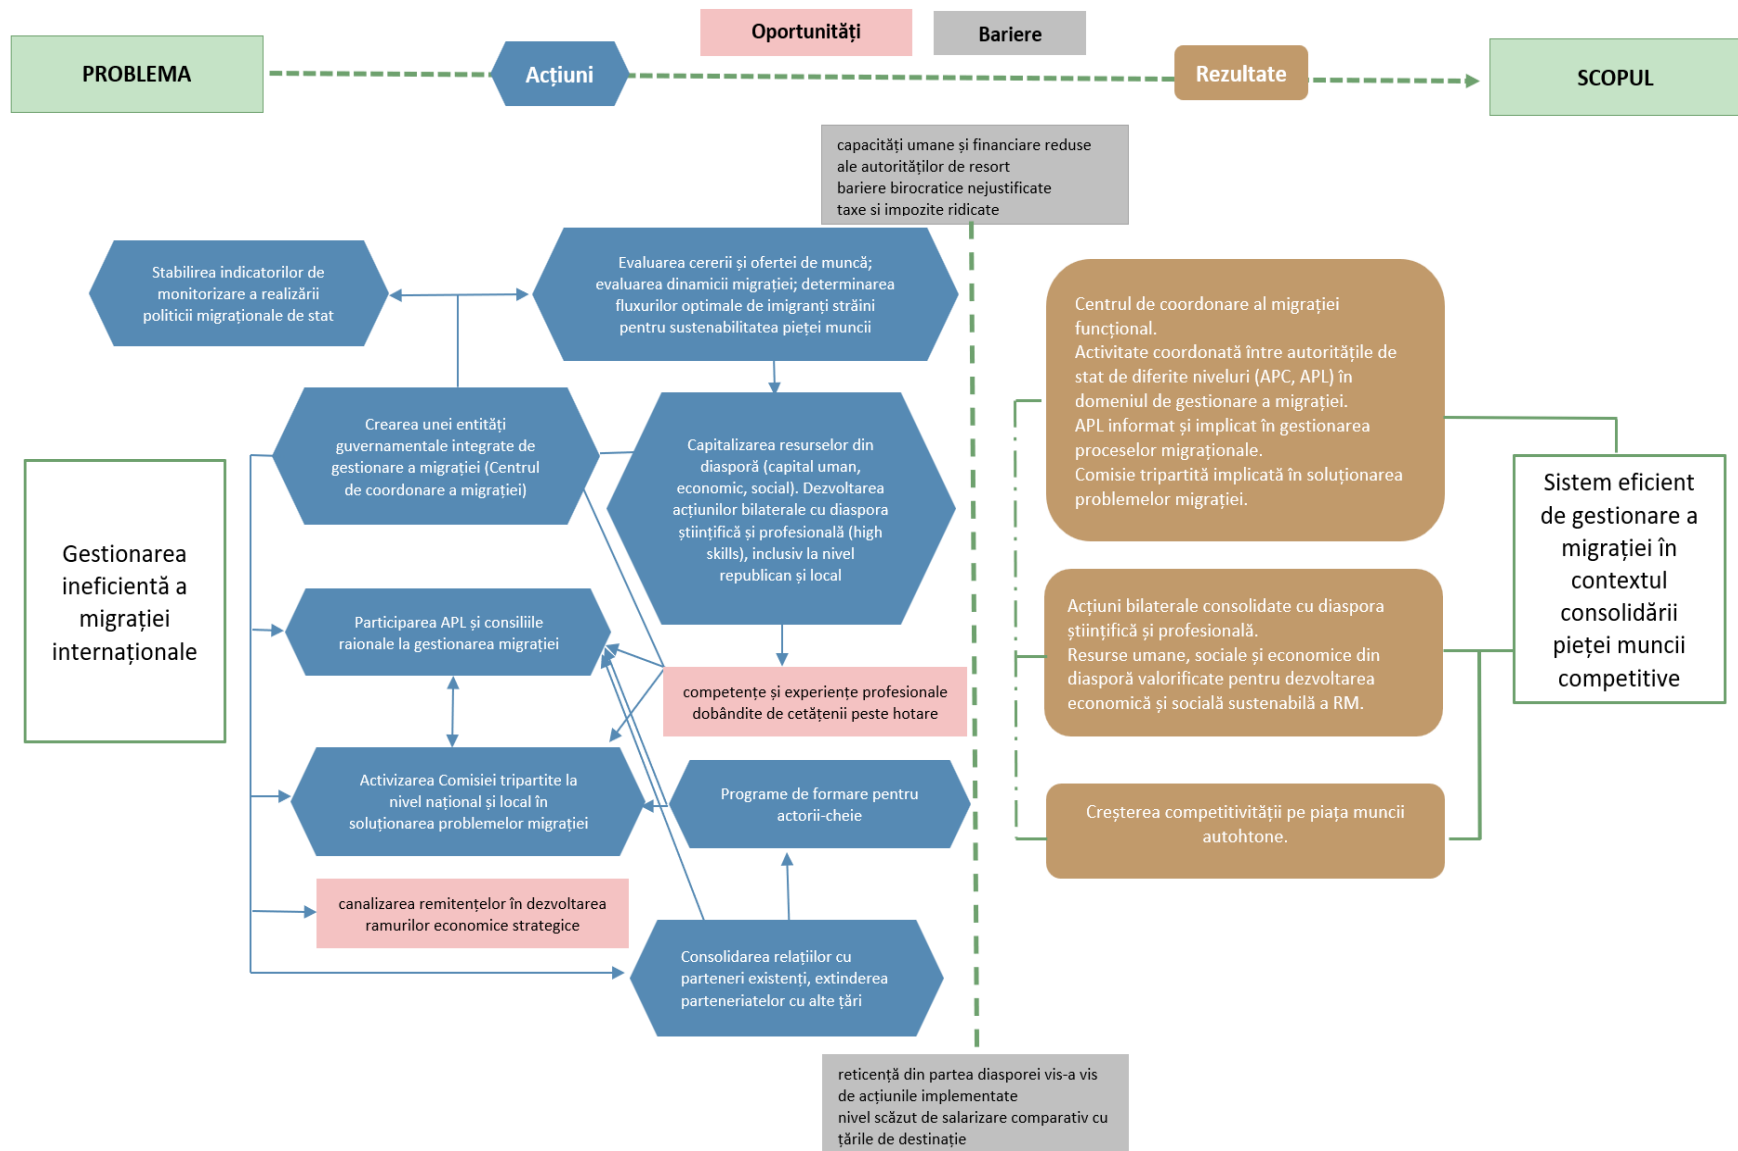 Oportunități
Bariere
PROBLEMA
Acțiuni
Rezultate
SCOPUL
capacități umane și financiare reduse
ale autorităților de resort
bariere birocratice nejustificate
taxe si impozite ridicate
Stabilirea indicatorilor de
monitorizare a realizării
politicii migraționale de stat
Evaluarea cererii și ofertei de muncă;
evaluarea dinamicii migrației; determinarea
fluxurilor optimale de imigranți străini
pentru sustenabilitatea pieței muncii
Crearea unei entități
guvernamentale integrate de
gestionare a migrației (Centrul
de coordonare a migrației)
Capitalizarea resurselor din
diasporă (capital uman,
economic, social). Dezvoltarea
acțiunilor bilaterale cu diaspora
științifică și profesională (high
skills), inclusiv la nivel
republican și local
Gestionarea
ineficientă a
migrației
internaționale
Participarea APL și consiliile
raionale la gestionarea migrației
competențe și experiențe profesionale
dobândite de cetățenii peste hotare
Activizarea Comisiei tripartite la
nivel național și local în
soluționarea problemelor migrației
Programe de formare pentru
actorii-cheie
canalizarea remitențelor în dezvoltarea
ramurilor economice strategice
Consolidarea relațiilor cu
parteneri existenți, extinderea
parteneriatelor cu alte țări
reticență din partea diasporei vis-a vis
de acțiunile implementate
nivel scăzut de salarizare comparativ cu
țările de destinație
Centrul de coordonare al migrației
funcțional.
Activitate coordonată între autoritățile de
stat de diferite niveluri (APC, APL) în
domeniul de gestionare a migrației.
APL informat și implicat în gestionarea
proceselor migraționale.
Comisie tripartită implicată în soluționarea
problemelor migrației.
Acțiuni bilaterale consolidate cu diaspora
științifică și profesională.
Resurse umane, sociale și economice din
diasporă valorificate pentru dezvoltarea
economică și socială sustenabilă a RM.
Creșterea competitivității pe piața muncii
autohtone.
Sistem eficient
de gestionare a
migrației în
contextul
consolidării
pieței muncii
competitive